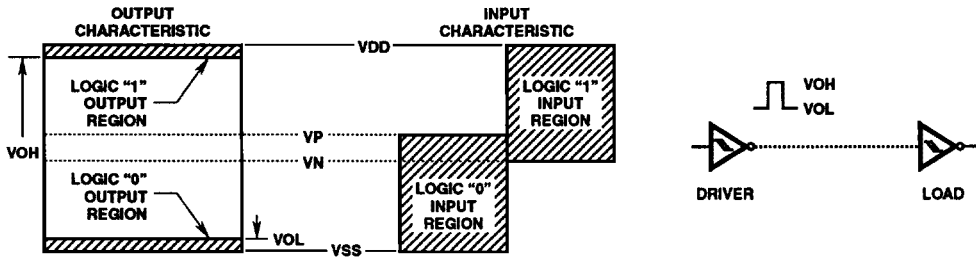 OUTPUT
CHARACTERISTIC
INPUT
CHARACTERISTIC
VDD
LOGIC "1"
OUTPUT
REGION
LOGIC "1"
INPUT
REGION
VOH
VOL
VP
VOH
VN
LOGIC "0"
OUTPUT
REGION
LOGIC "0"
INPUT
REGION
DRIVER
LOAD
VOL
VSS